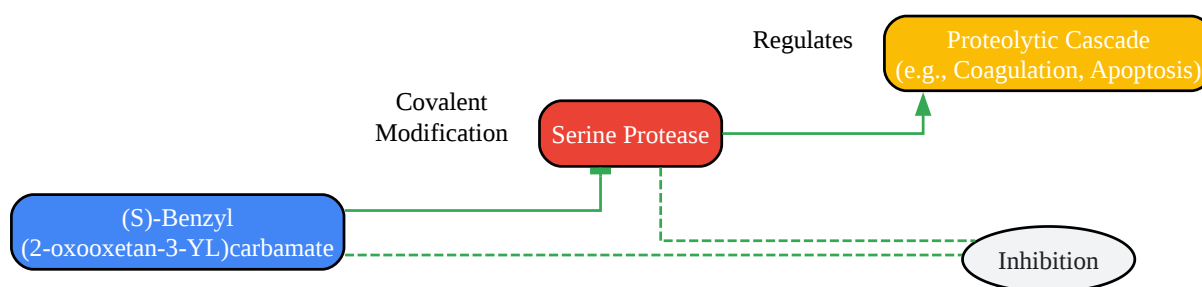 Regulates
Proteolytic Cascade
(e.g., Coagulation, Apoptosis)
Covalent
Modification
Serine Protease
(S)-Benzyl
(2-oxooxetan-3-YL)carbamate
Inhibition